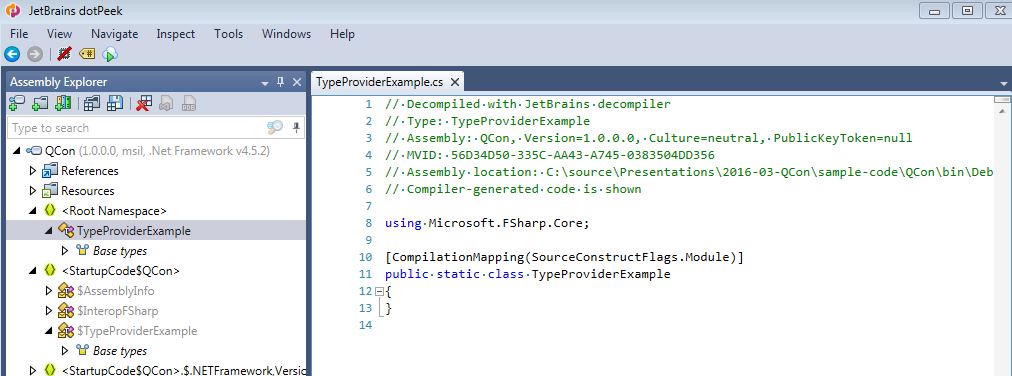 JetBrains dotPeek
File View Navigate Inspect Tools Windows Help
Assembly Explorer
Type to search
QCon (1.0.0.0, msil, .Net Framework v4.5.2)
References
Resources
<Root Namespace>
TypeProviderExample
Base types
<StartupCode$QCon>
$AssemblyInfo
$InteropFSharp
$TypeProviderExample
Base types
<StartupCode$QCon>.$.NETFramework,Versio
TypeProviderExample.cs
1 // Decompiled with JetBrains decompiler
2 // Type: TypeProviderExample
3 // Assembly: QCon, Version=1.0.0.0, Culture=neutral, PublicKeyToken=null
4 // MVID: 56D34D50-335C-AA43-A745-0383504DD356
5 // Assembly location: C:\source\Presentations\2016-03-QCon\sample-code\QCon\bin\Deb
6 // Compiler-generated code is shown
7
8 using Microsoft.FSharp.Core;
9
10 [CompilationMapping(SourceConstructFlags.Module)]
11 public static class TypeProviderExample
12 {
13 }
14